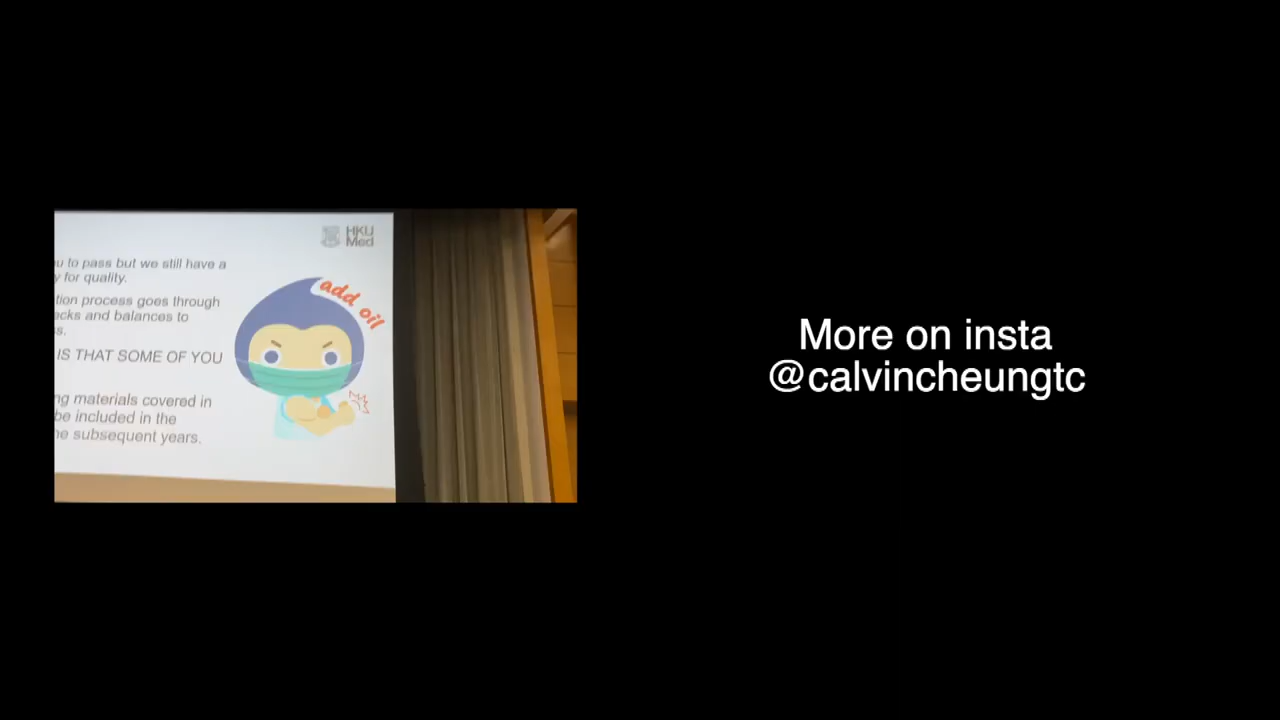 HKU
Med
u to pass but we still have a
y for quality.
tion process goes through
ecks and balances to
s.
IS THAT SOME OF YOU
ng materials covered in
be included in the
he subsequent years.
add oil
More on insta
@calvincheungtc